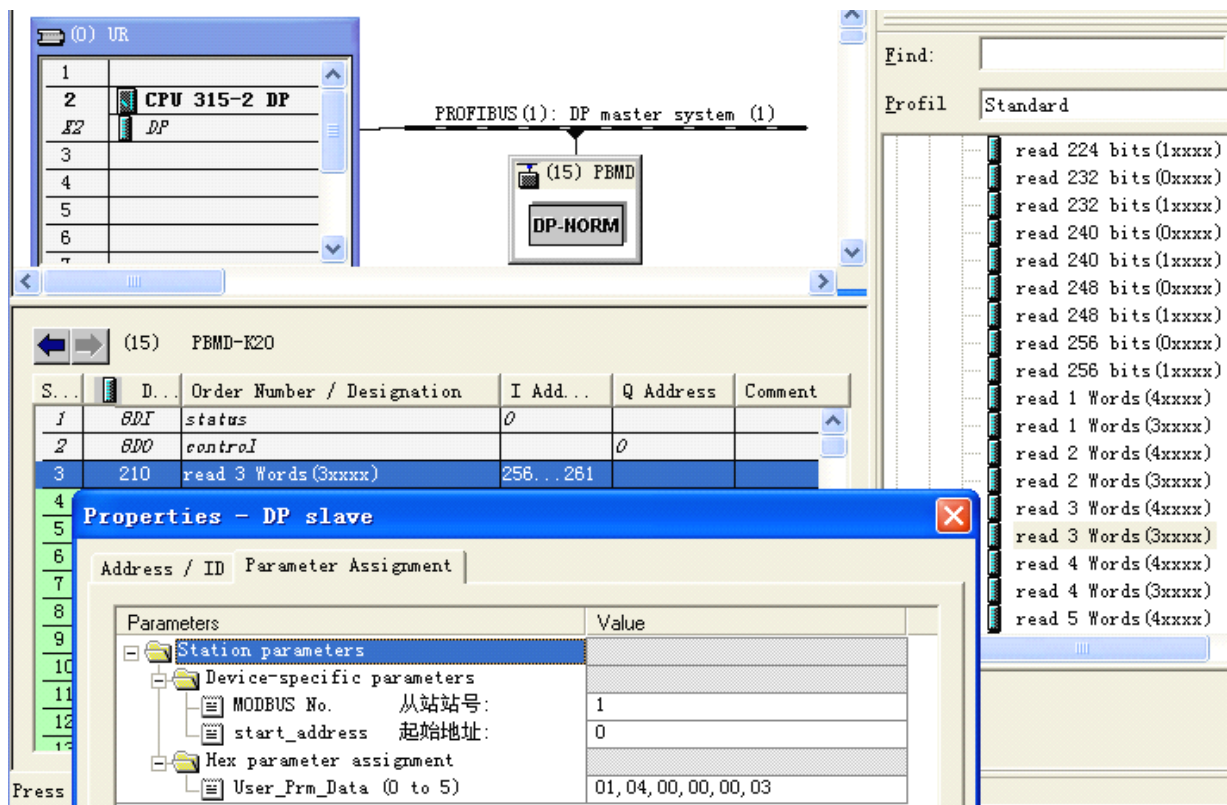 (0) UR
1
2 CPU 315-2 DP
X2 DP
3
4
5
6
7
PROFIBUS(1): DP master system (1)
(15) PBMD
DP-NORM
Find:
Profil Standard
read 224 bits(1xxxx)
read 232 bits(0xxxx)
read 232 bits(1xxxx)
read 240 bits(0xxxx)
read 240 bits(1xxxx)
read 248 bits(0xxxx)
read 248 bits(1xxxx)
read 256 bits(0xxxx)
read 256 bits(1xxxx)
read 1 Words(4xxxx)
read 1 Words(3xxxx)
read 2 Words(4xxxx)
read 2 Words(3xxxx)
read 3 Words(4xxxx)
read 3 Words(3xxxx)
read 4 Words(4xxxx)
read 4 Words(3xxxx)
read 5 Words(4xxxx)
(15) PBMD-K20
S... D... Order Number / Designation I Add... Q Address Comment
1 8DI status 0
2 8DO control 0
3 210 read 3 Words(3xxxx) 256...261
4
5
6
7
8
9
10
11
12
13
Properties - DP slave
Address / ID Parameter Assignment
Parameters Value
Station parameters
Device-specific parameters
MODBUS No. 从站站号: 1
start_address 起始地址: 0
Hex parameter assignment
User_Prm_Data (0 to 5) 01,04,00,00,00,03
Press